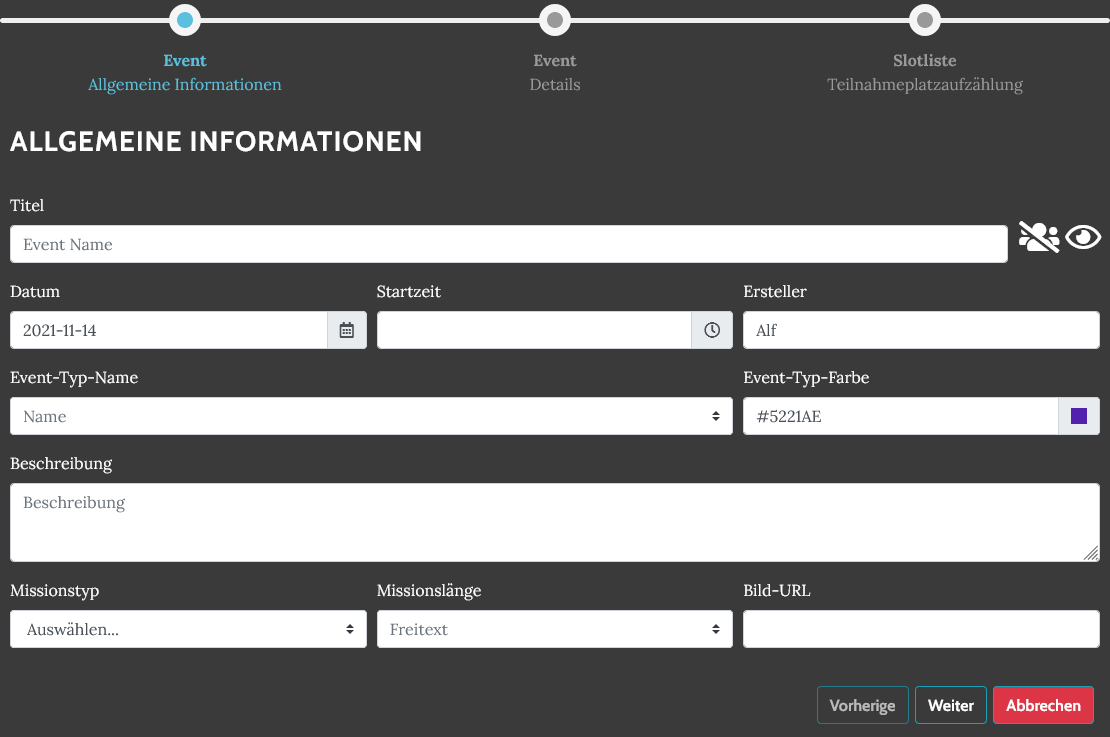 Event
Allgemeine Informationen
Event
Details
Slotliste
Teilnahmeplatzaufzählung
ALLGEMEINE INFORMATIONEN
Titel
Event Name
Datum
Startzeit
Ersteller
2021-11-14
Alf
Event-Typ-Name
Event-Typ-Farbe
Name
#5221AE
Beschreibung
Beschreibung
Missionstyp
Missionslänge
Bild-URL
Auswählen...
Freitext
Vorherige
Weiter
Abbrechen